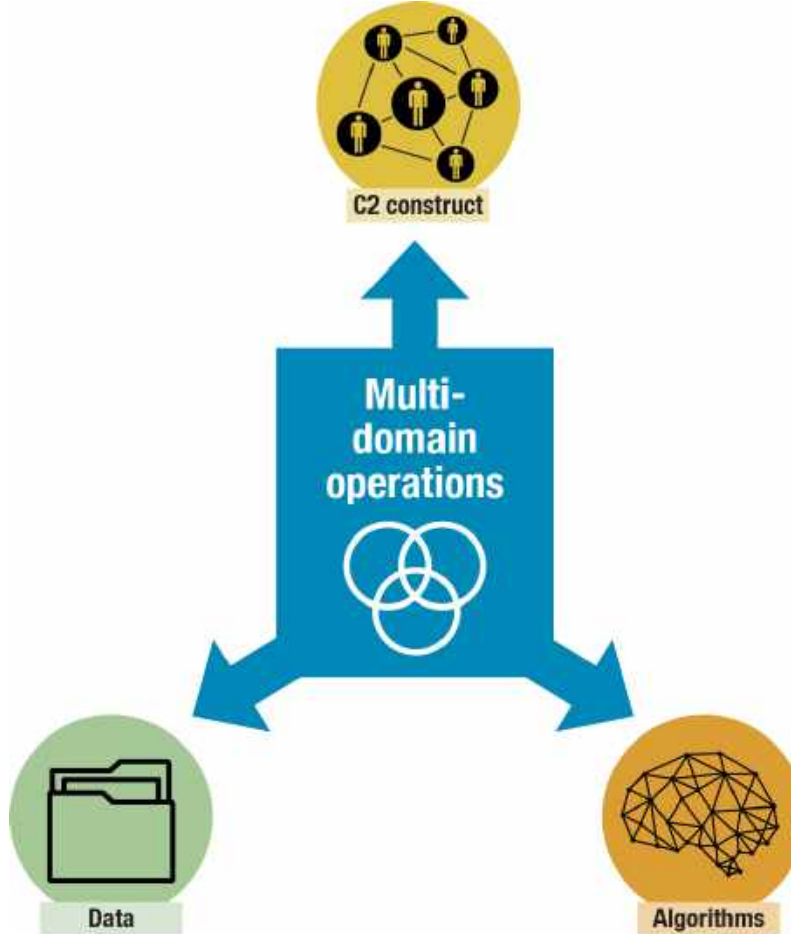 C2 construct
Multi-
domain
operations
Data
Algorithms